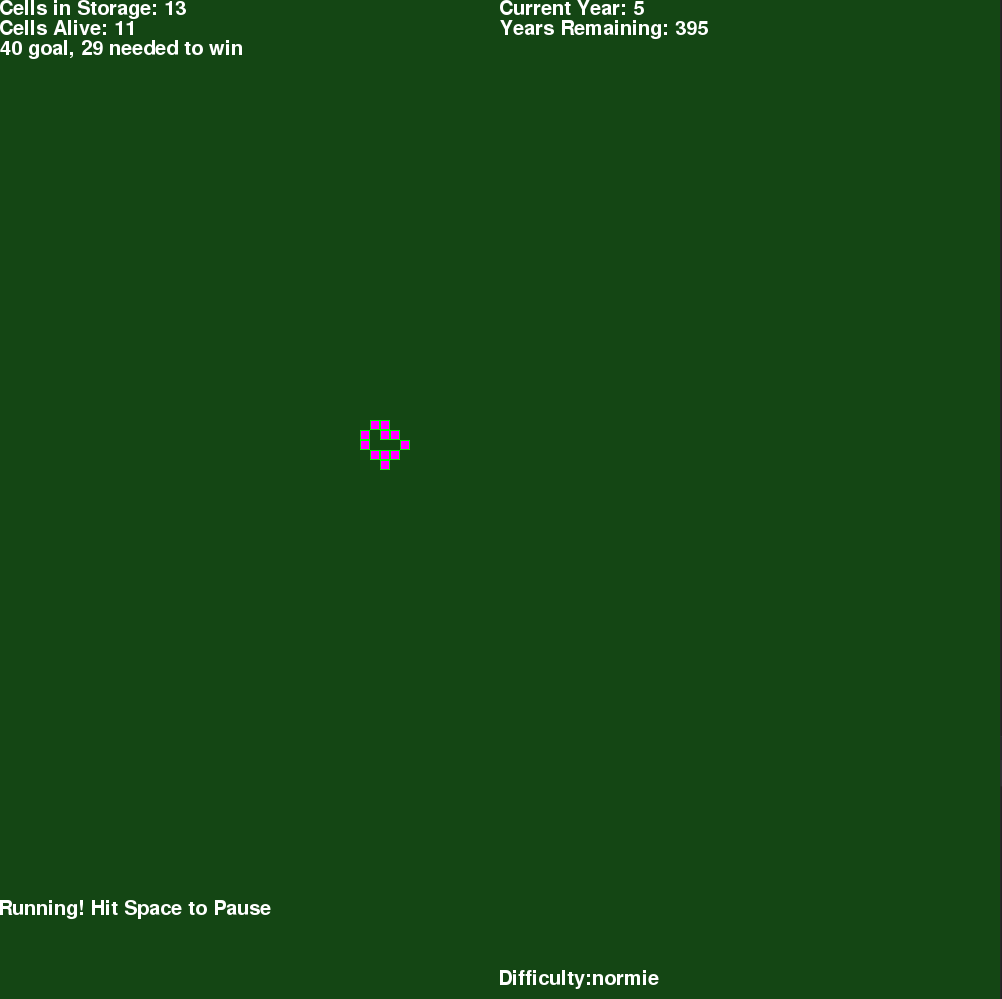 Cells in Storage: 13
Cells Alive: 11
40 goal, 29 needed to win
Current Year: 5
Years Remaining: 395
Running! Hit Space to Pause
Difficulty:normie